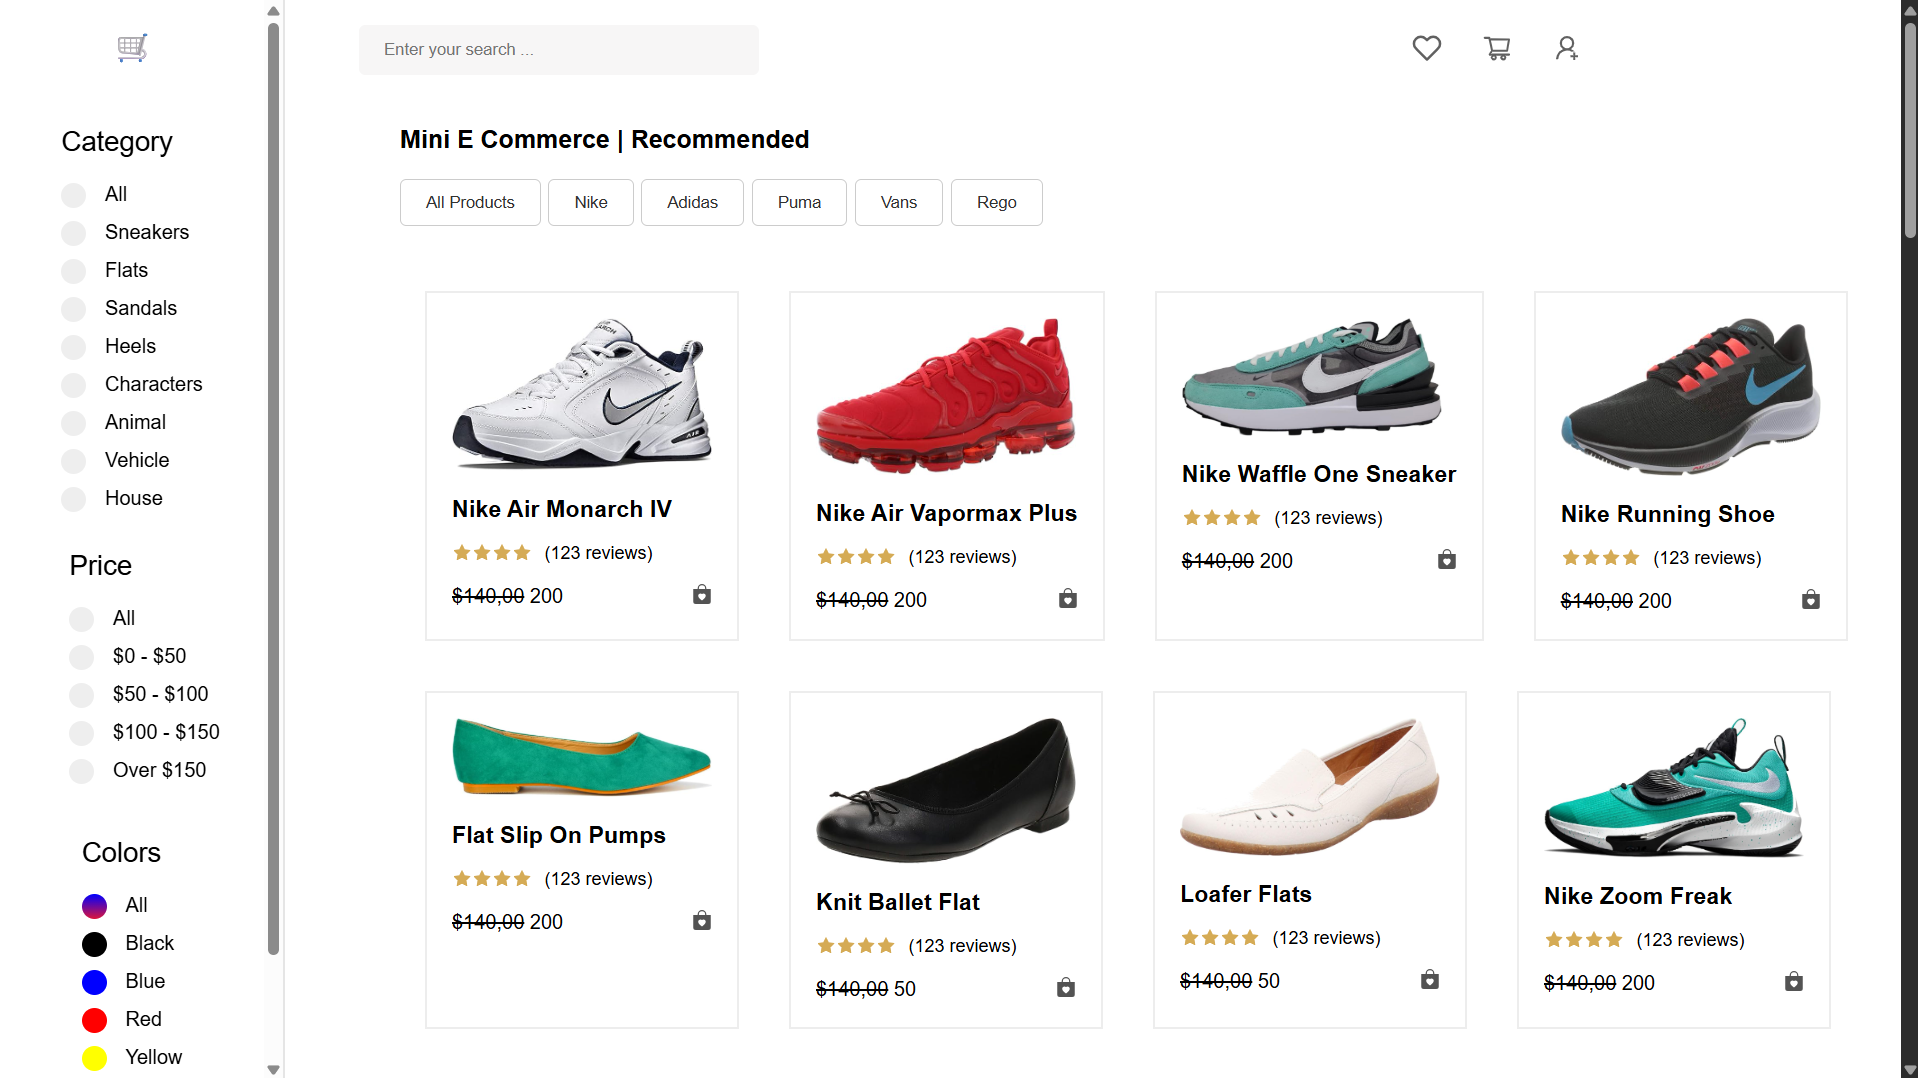 Enter your search ...
Category
All
Sneakers
Flats
Sandals
Heels
Characters
Animal
Vehicle
House
Price
All
$0 - $50
$50 - $100
$100 - $150
Over $150
Colors
All
Black
Blue
Red
Yellow
Mini E Commerce | Recommended
All Products
Nike
Adidas
Puma
Vans
Rego
Nike Air Monarch IV
(123 reviews)
$140,00 200
Nike Air Vapormax Plus
(123 reviews)
$140,00 200
Nike Waffle One Sneaker
(123 reviews)
$140,00 200
Nike Running Shoe
(123 reviews)
$140,00 200
Flat Slip On Pumps
(123 reviews)
$140,00 200
Knit Ballet Flat
(123 reviews)
$140,00 50
Loafer Flats
(123 reviews)
$140,00 50
Nike Zoom Freak
(123 reviews)
$140,00 200